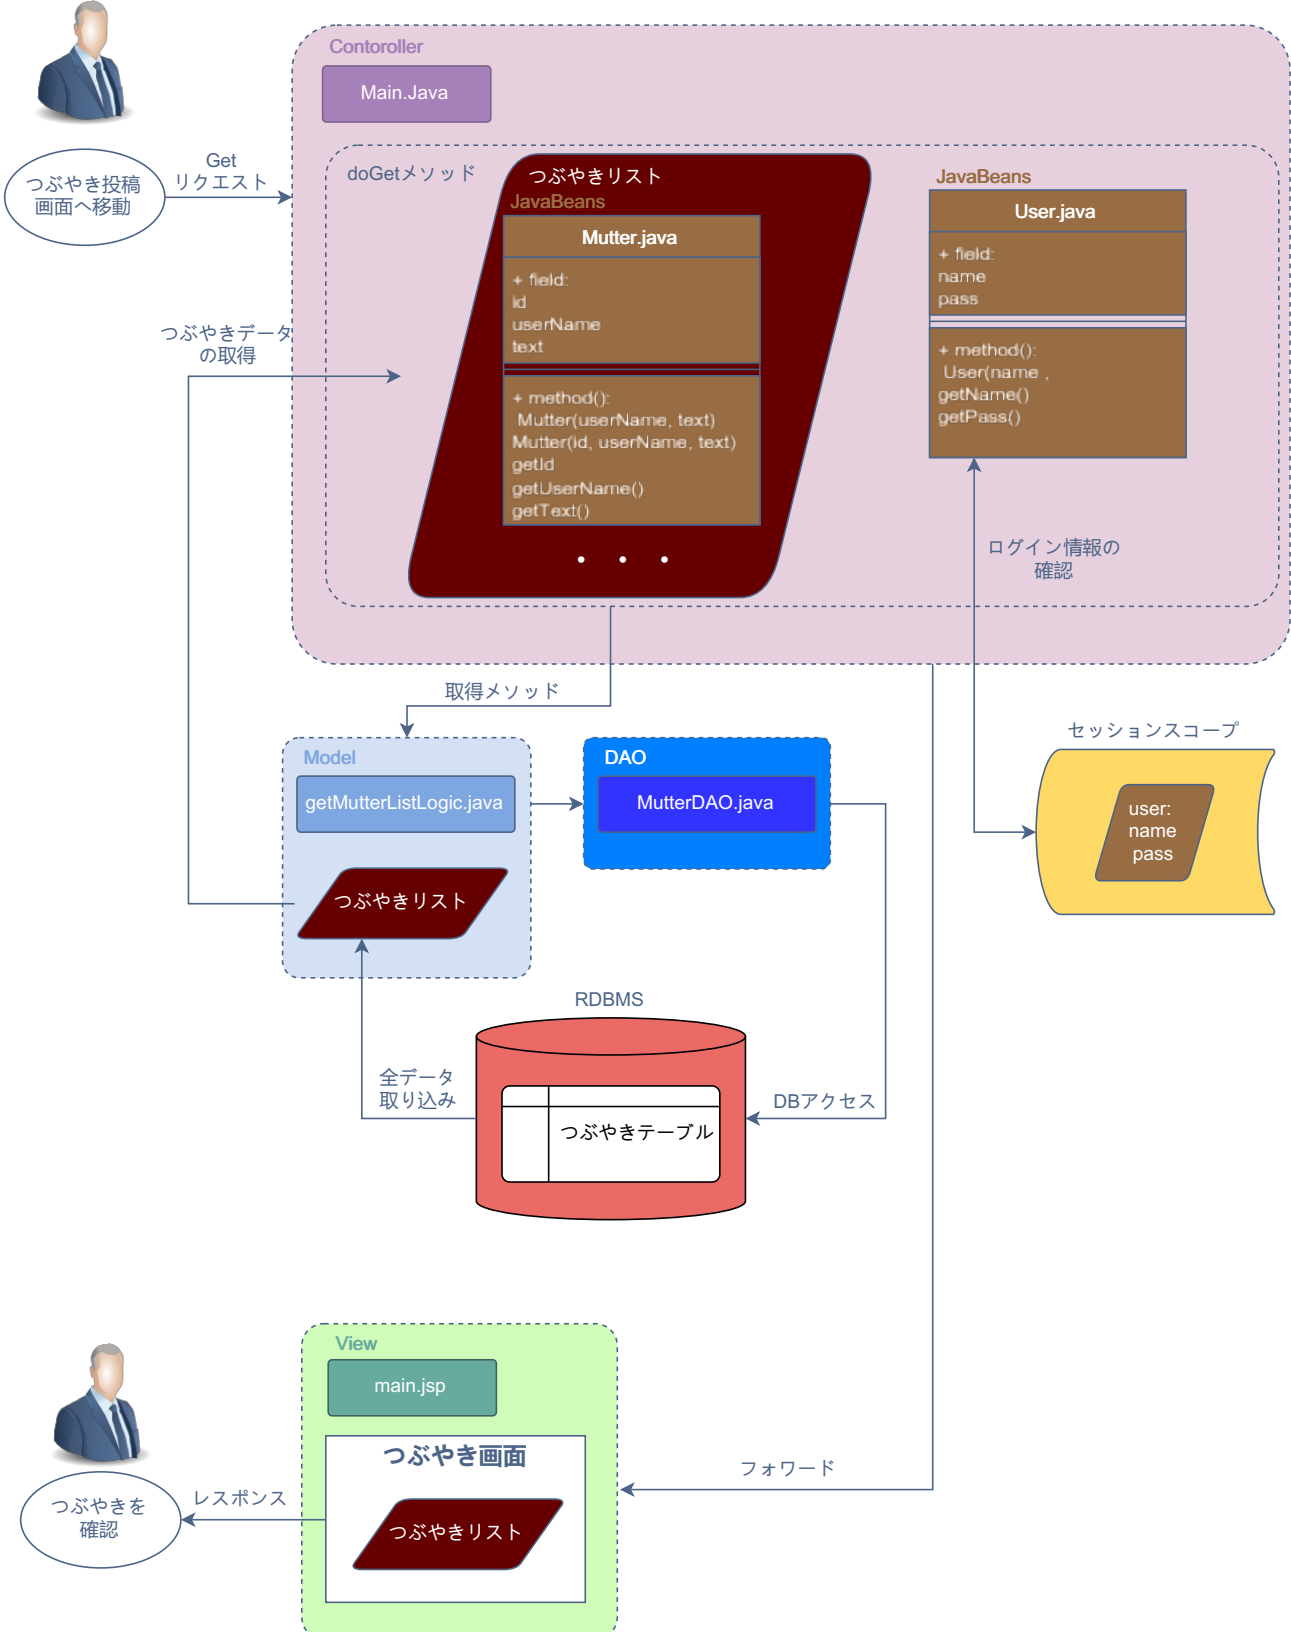 Contoroller
Main.Java
つぶやき投稿
画面へ移動
Get
リクエスト
doGetメソッド
つぶやきリスト
JavaBeans
Mutter.java
+ field:
id
userName
text
+ method():
Mutter(userName, text)
Mutter(id, userName, text)
getId
getUserName()
getText()
・ ・ ・
JavaBeans
User.java
+ field:
name
pass
+ method():
User(name ,
getName()
getPass()
つぶやきデータ
の取得
ログイン情報の
確認
取得メソッド
Model
getMutterListLogic.java
つぶやきリスト
DAO
MutterDAO.java
セッションスコープ
user:
name
pass
RDBMS
全データ
取り込み
つぶやきテーブル
DBアクセス
View
main.jsp
つぶやき画面
つぶやきリスト
フォワード
レスポンス
つぶやきを
確認